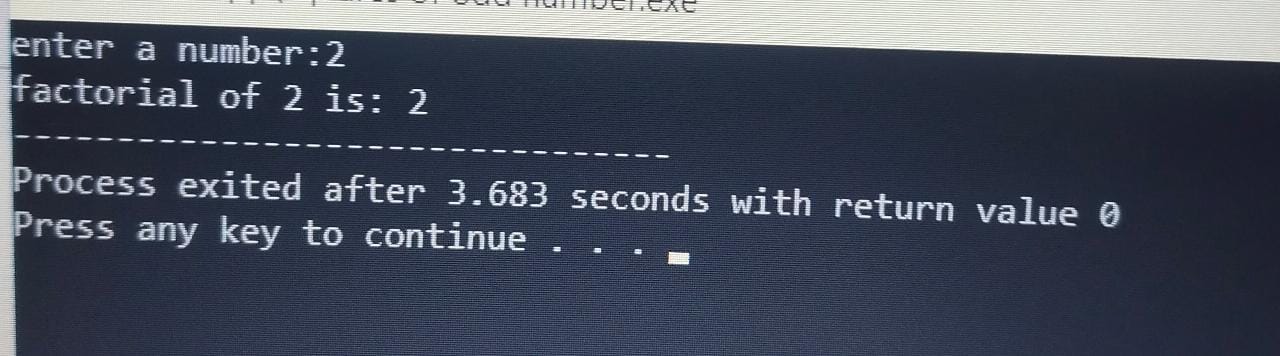 number.exe
enter a number:2
factorial of 2 is: 2
--------------------------------
Process exited after 3.683 seconds with return value 0
Press any key to continue . . .